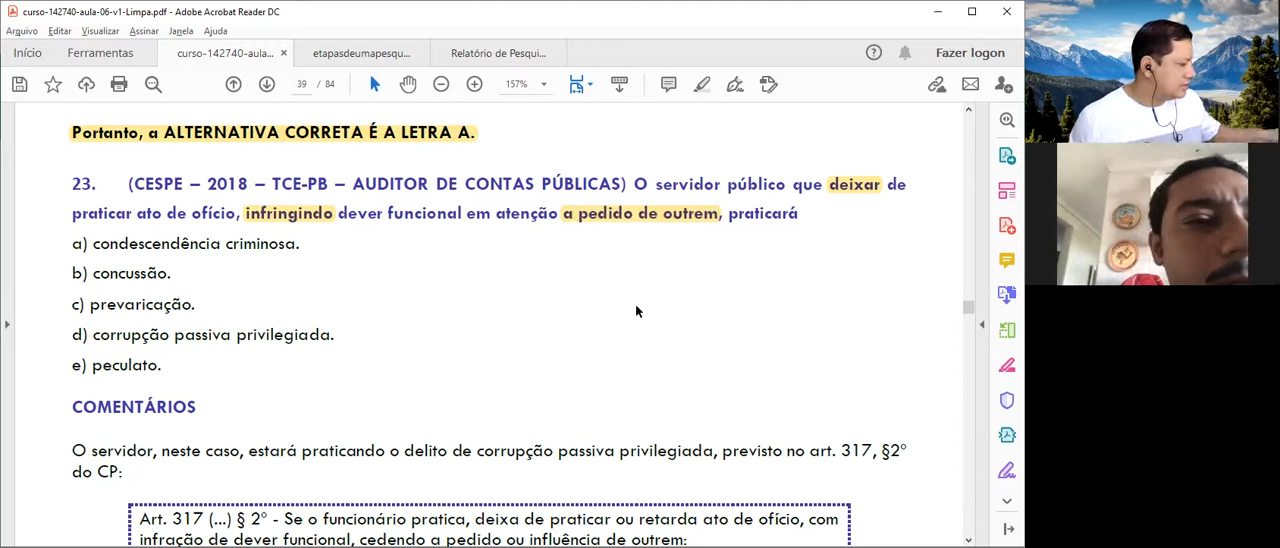 curso-142740-aula-06-v1-Limpa.pdf - Adobe Acrobat Reader DC
Arquivo Editar Visualizar Assinar Janela Ajuda
Início Ferramentas curso-142740-aula... × etapasdeumapesqu... Relatório de Pesqui... Fazer logon
39 / 84 157%
Portanto, a ALTERNATIVA CORRETA É A LETRA A.
23. (CESPE – 2018 – TCE-PB – AUDITOR DE CONTAS PÚBLICAS) O servidor público que deixar de
praticar ato de ofício, infringindo dever funcional em atenção a pedido de outrem, praticará
a) condescendência criminosa.
b) concussão.
c) prevaricação.
d) corrupção passiva privilegiada.
e) peculato.
COMENTÁRIOS
O servidor, neste caso, estará praticando o delito de corrupção passiva privilegiada, previsto no art. 317, §2°
do CP:
Art. 317 (...) § 2° - Se o funcionário pratica, deixa de praticar ou retarda ato de ofício, com
infração de dever funcional, cedendo a pedido ou influência de outrem: